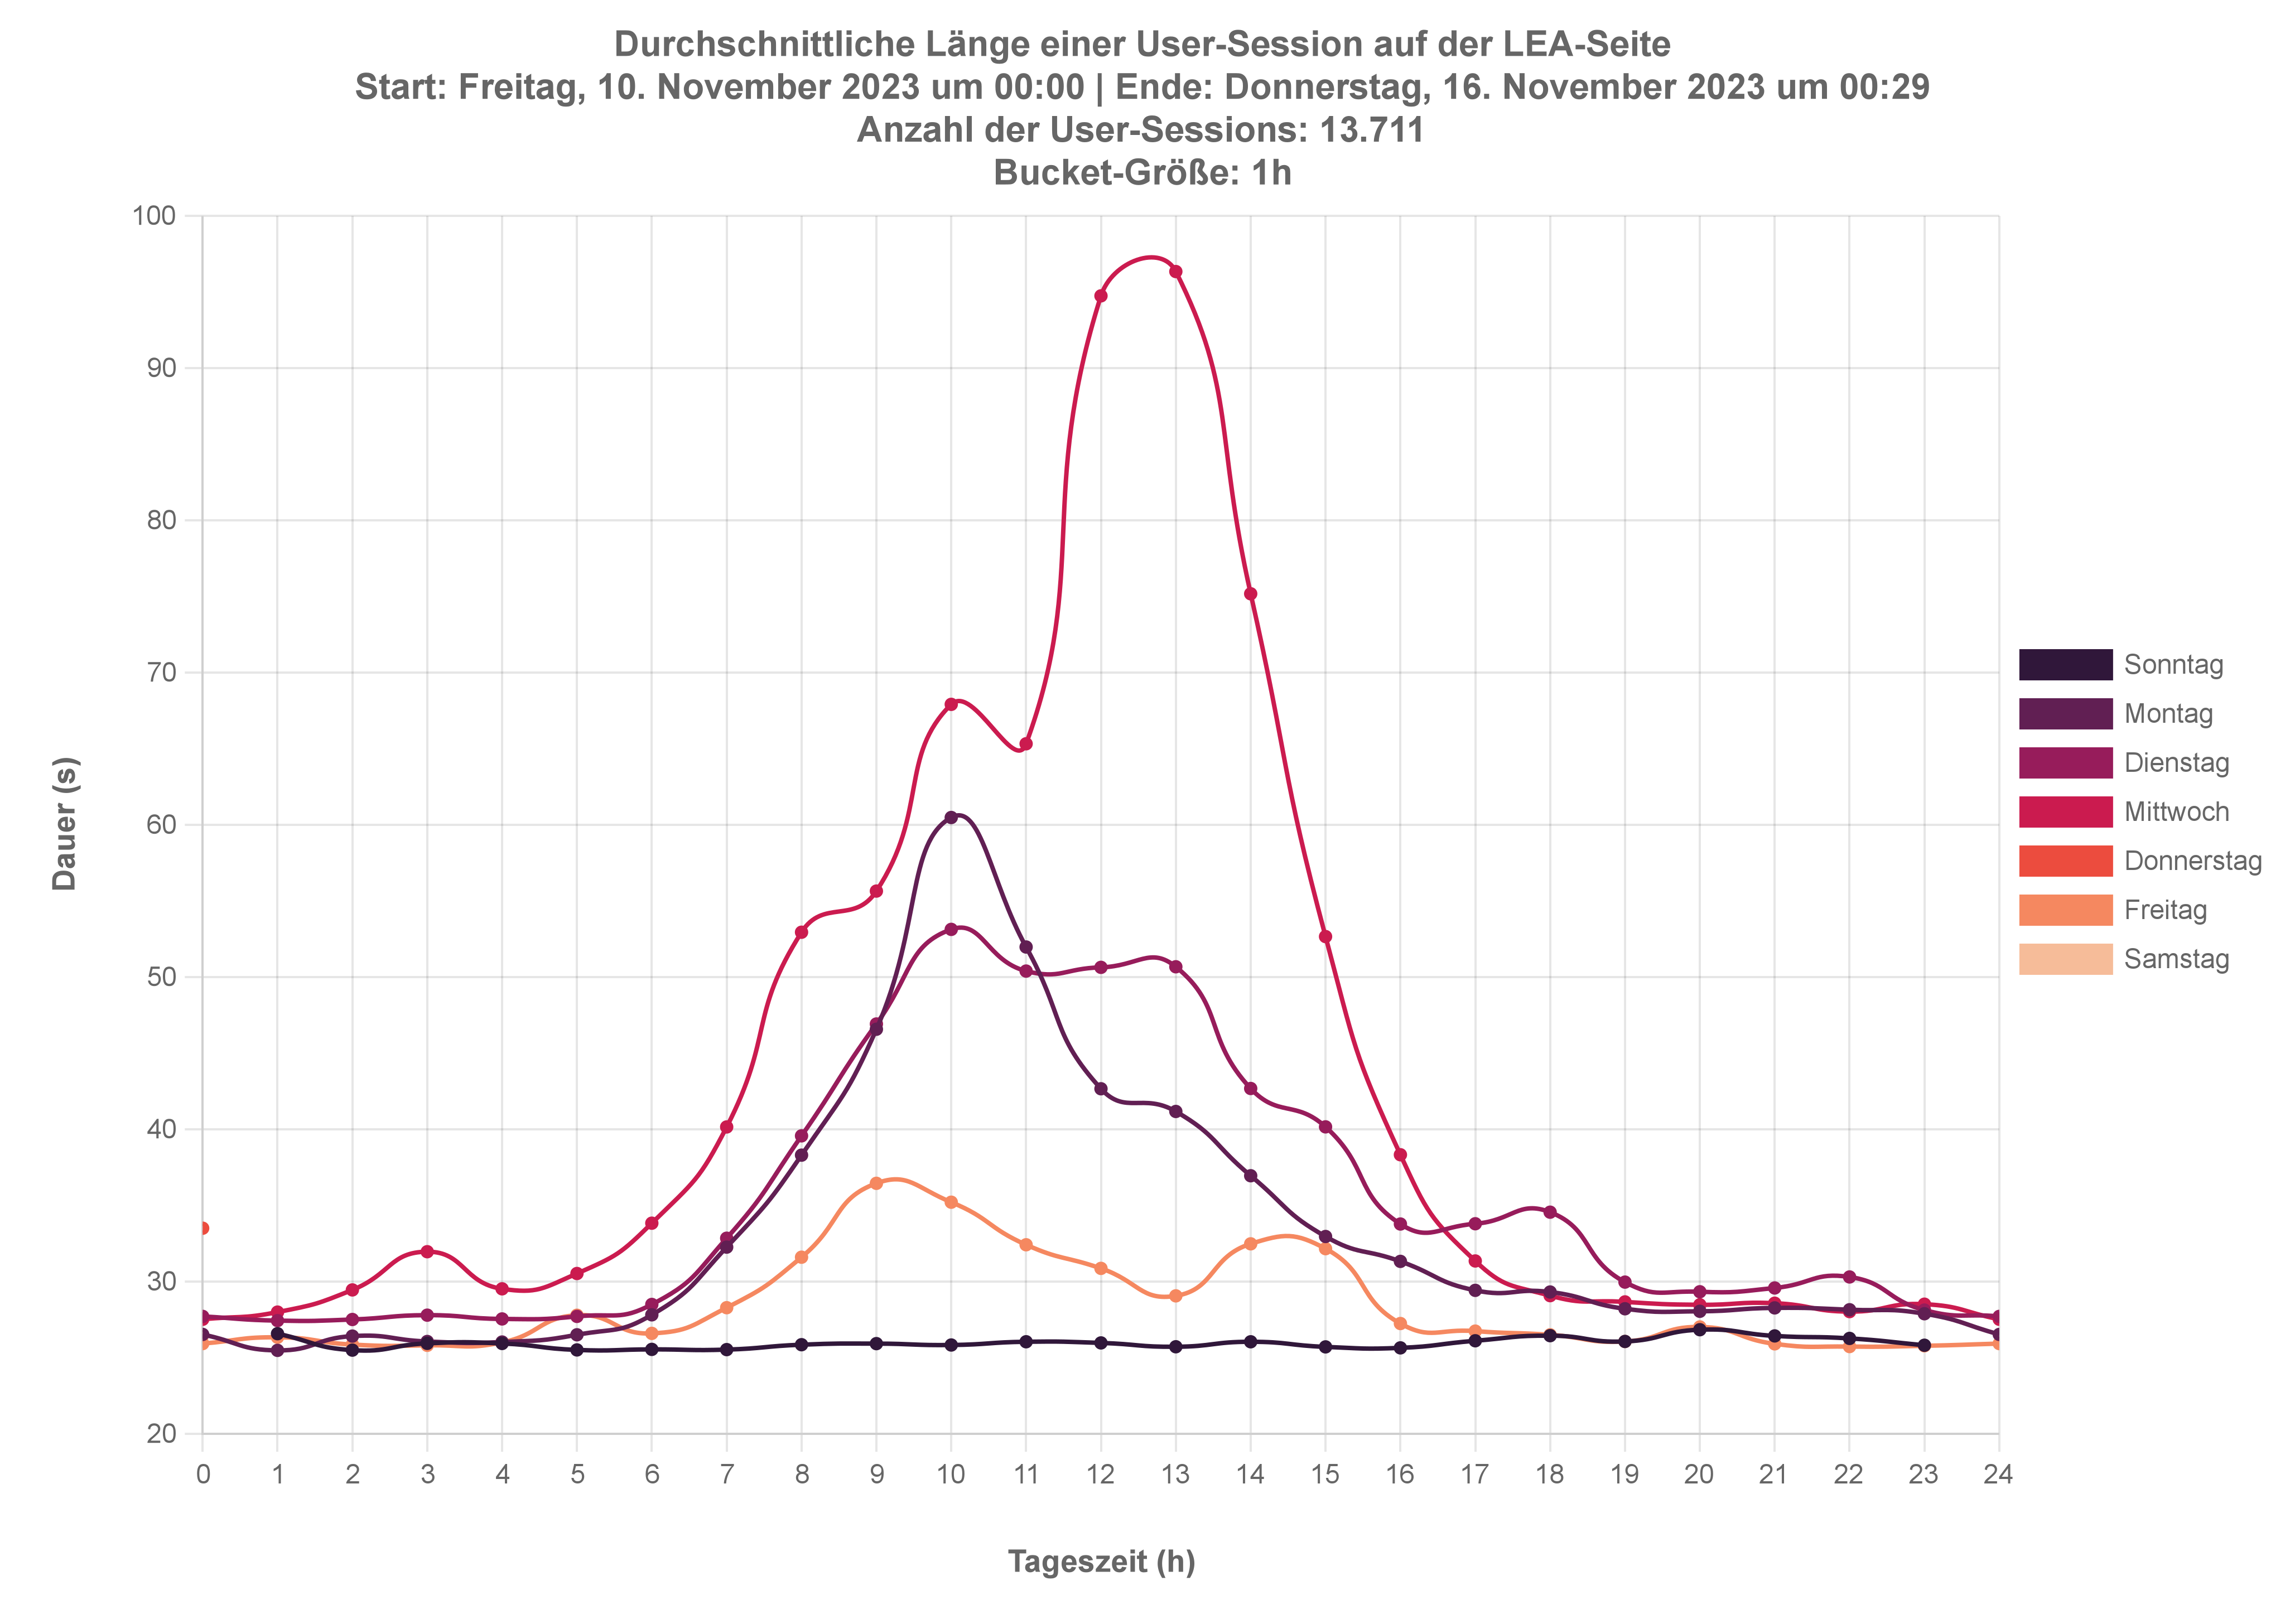 Durchschnittliche Länge einer User-Session auf der LEA-Seite
Start: Freitag, 10. November 2023 um 00:00 | Ende: Donnerstag, 16. November 2023 um 00:29
Anzahl der User-Sessions: 13.711
Bucket-Größe: 1h
100
90
80
70
60
50
40
30
20
Dauer (s)
0 1 2 3 4 5 6 7 8 9 10 11 12 13 14 15 16 17 18 19 20 21 22 23 24
Tageszeit (h)
Sonntag
Montag
Dienstag
Mittwoch
Donnerstag
Freitag
Samstag